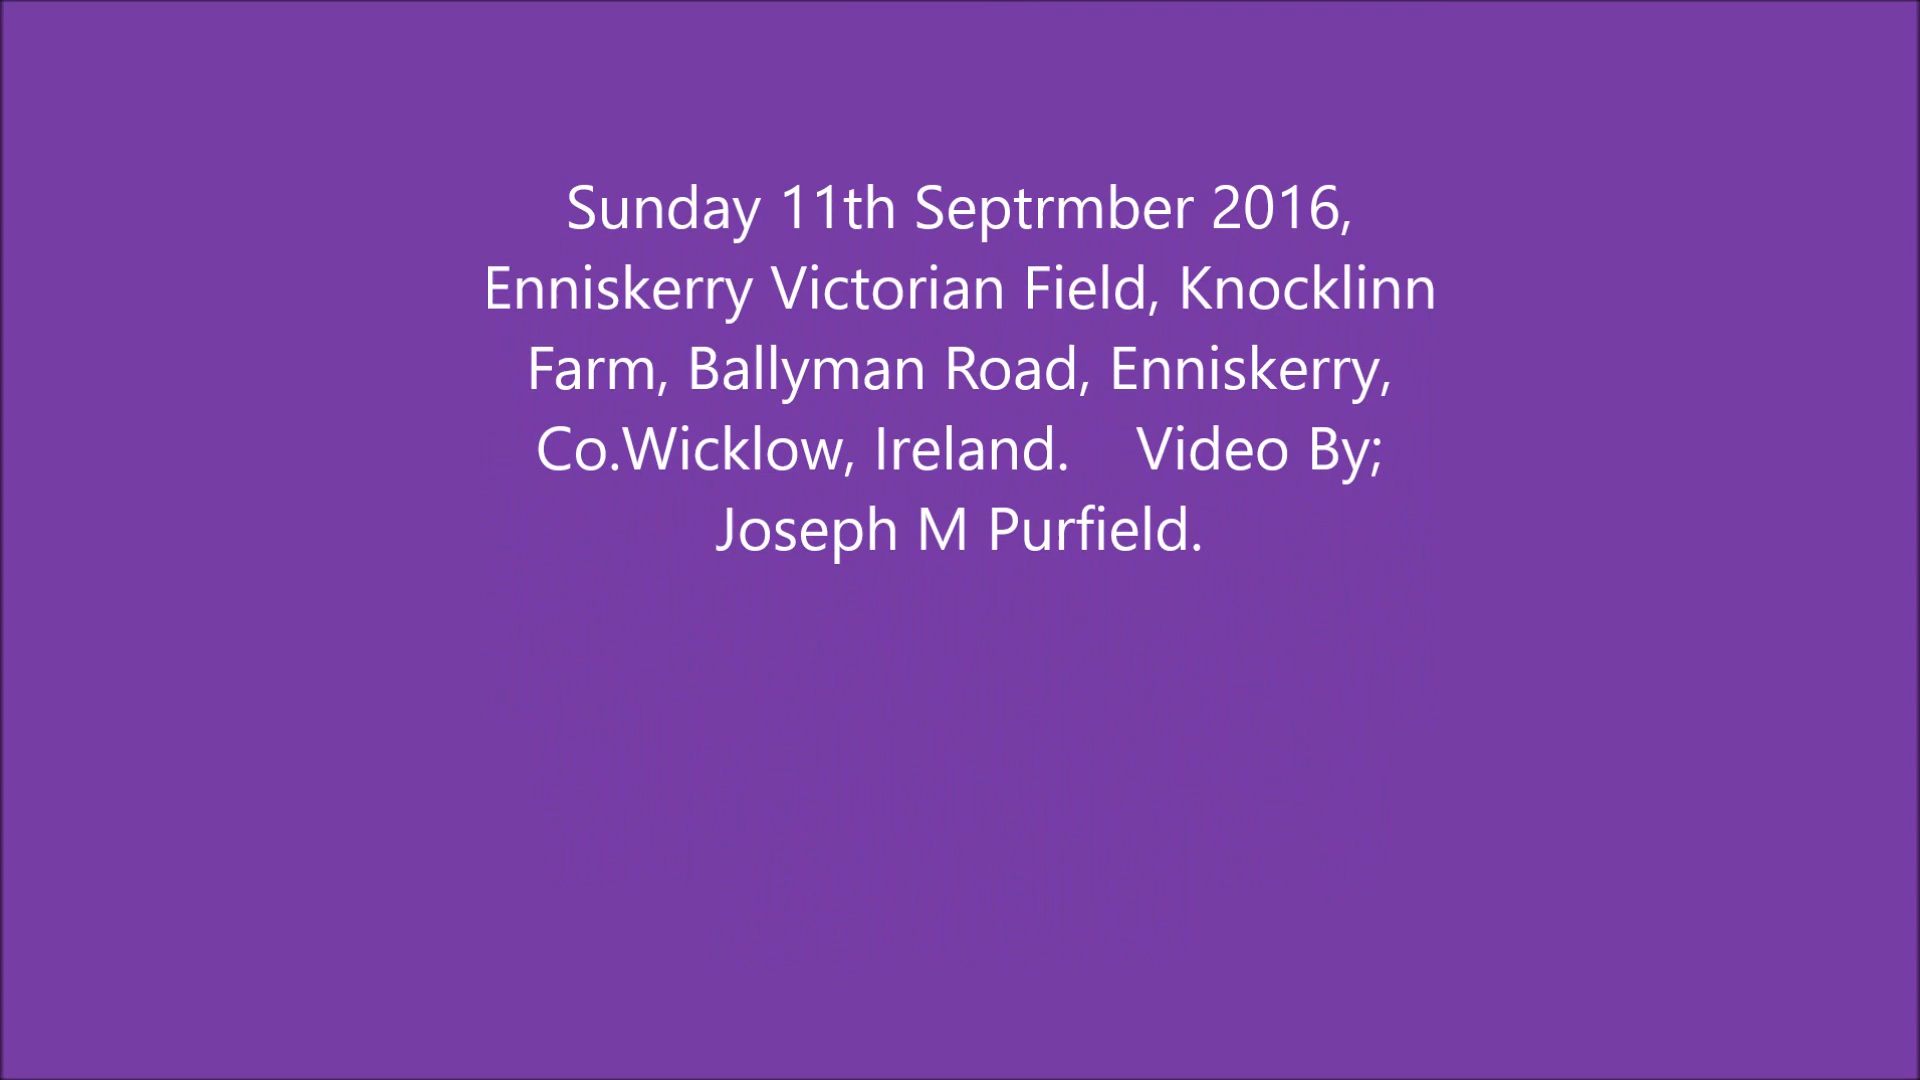 Sunday 11th Septrmber 2016,
Enniskerry Victorian Field, Knocklinn
Farm, Ballyman Road, Enniskerry,
Co.Wicklow, Ireland. Video By;
Joseph M Purfield.